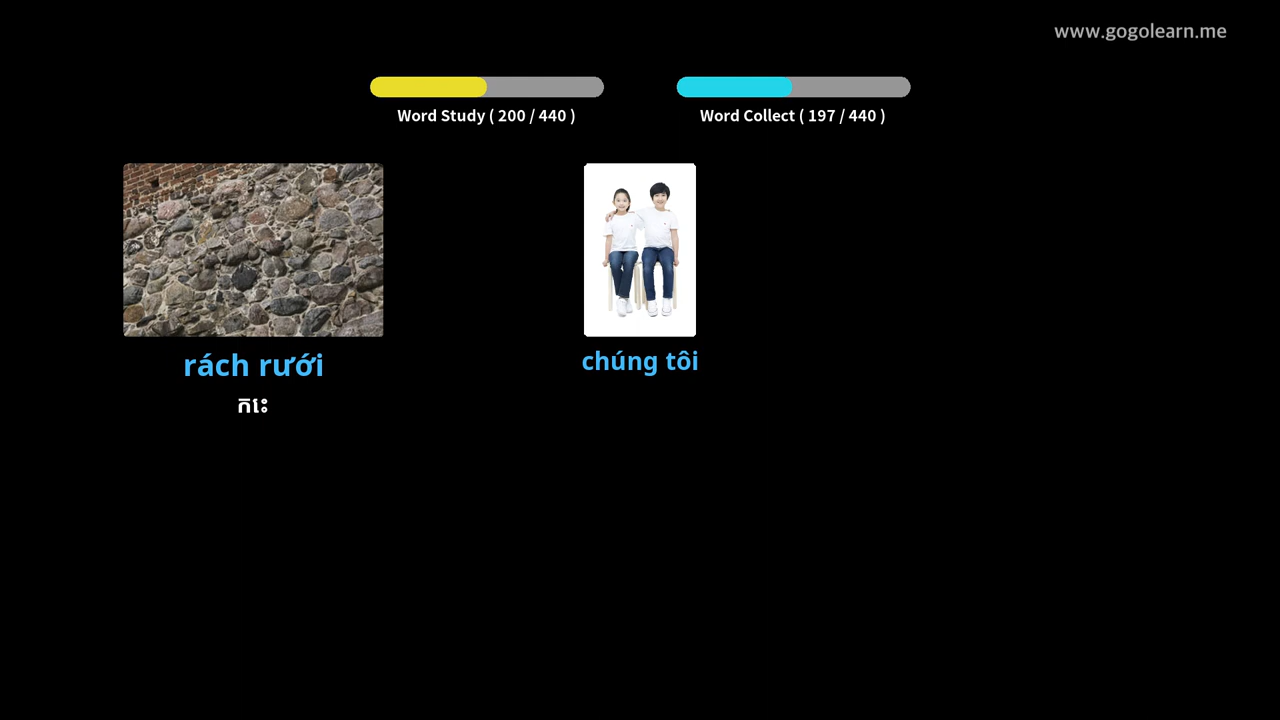 www.gogolearn.me
Word Study ( 200 / 440 )
Word Collect ( 197 / 440 )
rách rưới
កះេ
chúng tôi